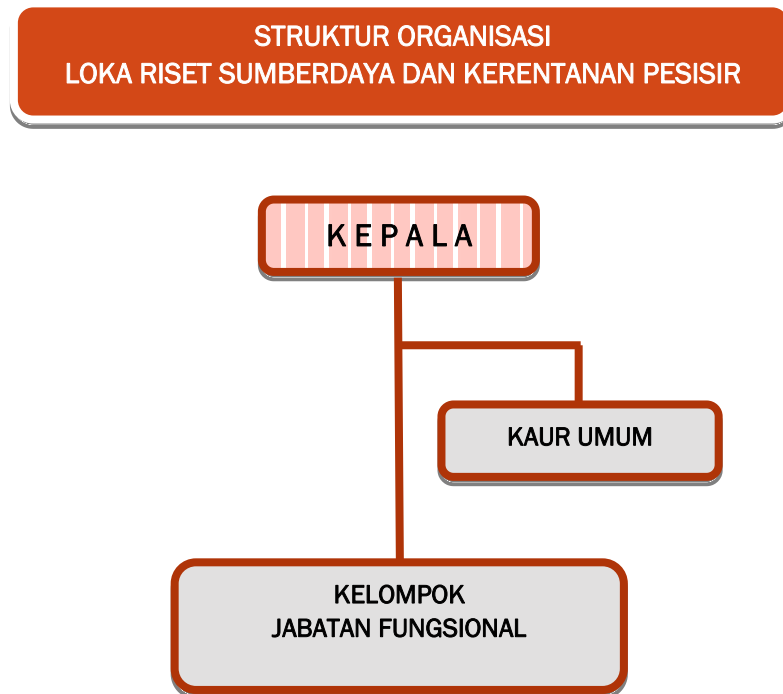 STRUKTUR ORGANISASI
LOKA RISET SUMBERDAYA DAN KERENTANAN PESISIR
K E P A L A
KAUR UMUM
KELOMPOK
JABATAN FUNGSIONAL